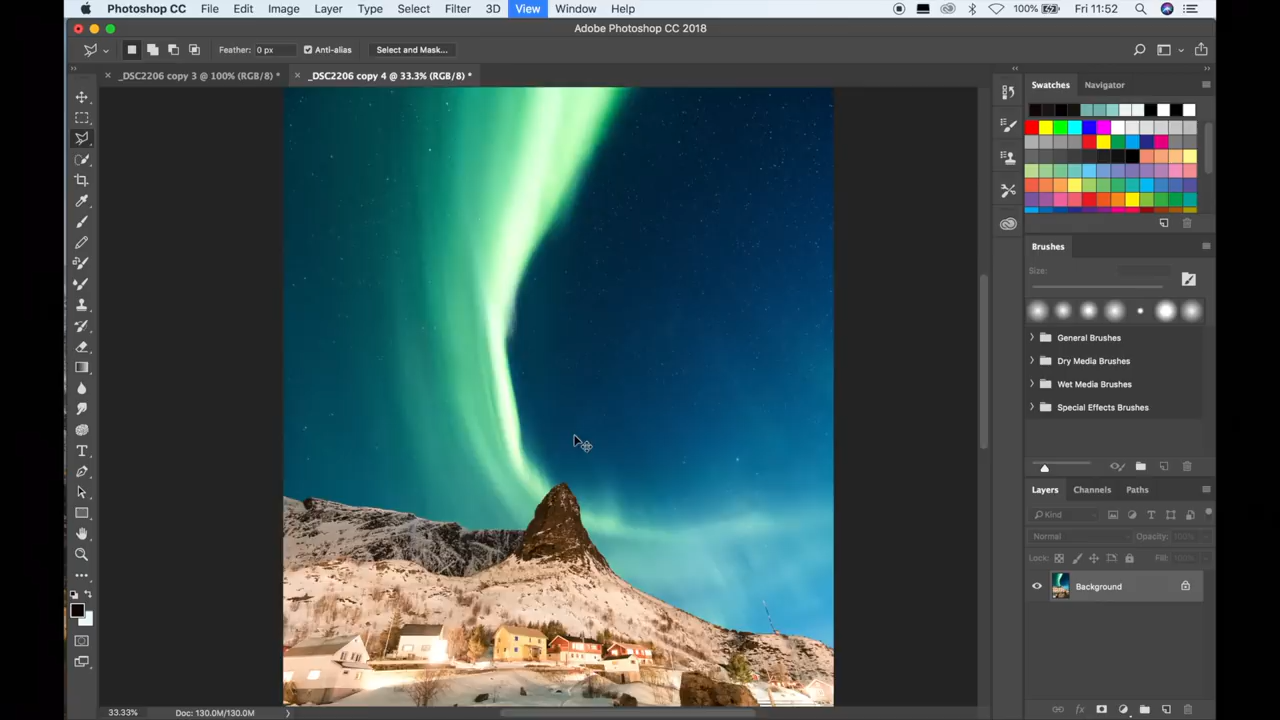 Photoshop CC File Edit Image Layer Type Select Filter 3D View Window Help 100% Fri 11:52
Adobe Photoshop CC 2018
Feather: 0 px Anti-alias Select and Mask...
_DSC2206 copy 3 @ 100% (RGB/8) * _DSC2206 copy 4 @ 33.3% (RGB/8) *
Swatches Navigator
Brushes
Size:
General Brushes
Dry Media Brushes
Wet Media Brushes
Special Effects Brushes
Layers Channels Paths
Kind
Normal Opacity: 100%
Lock: Fill: 100%
Background
33.33% Doc: 130.0M/130.0M